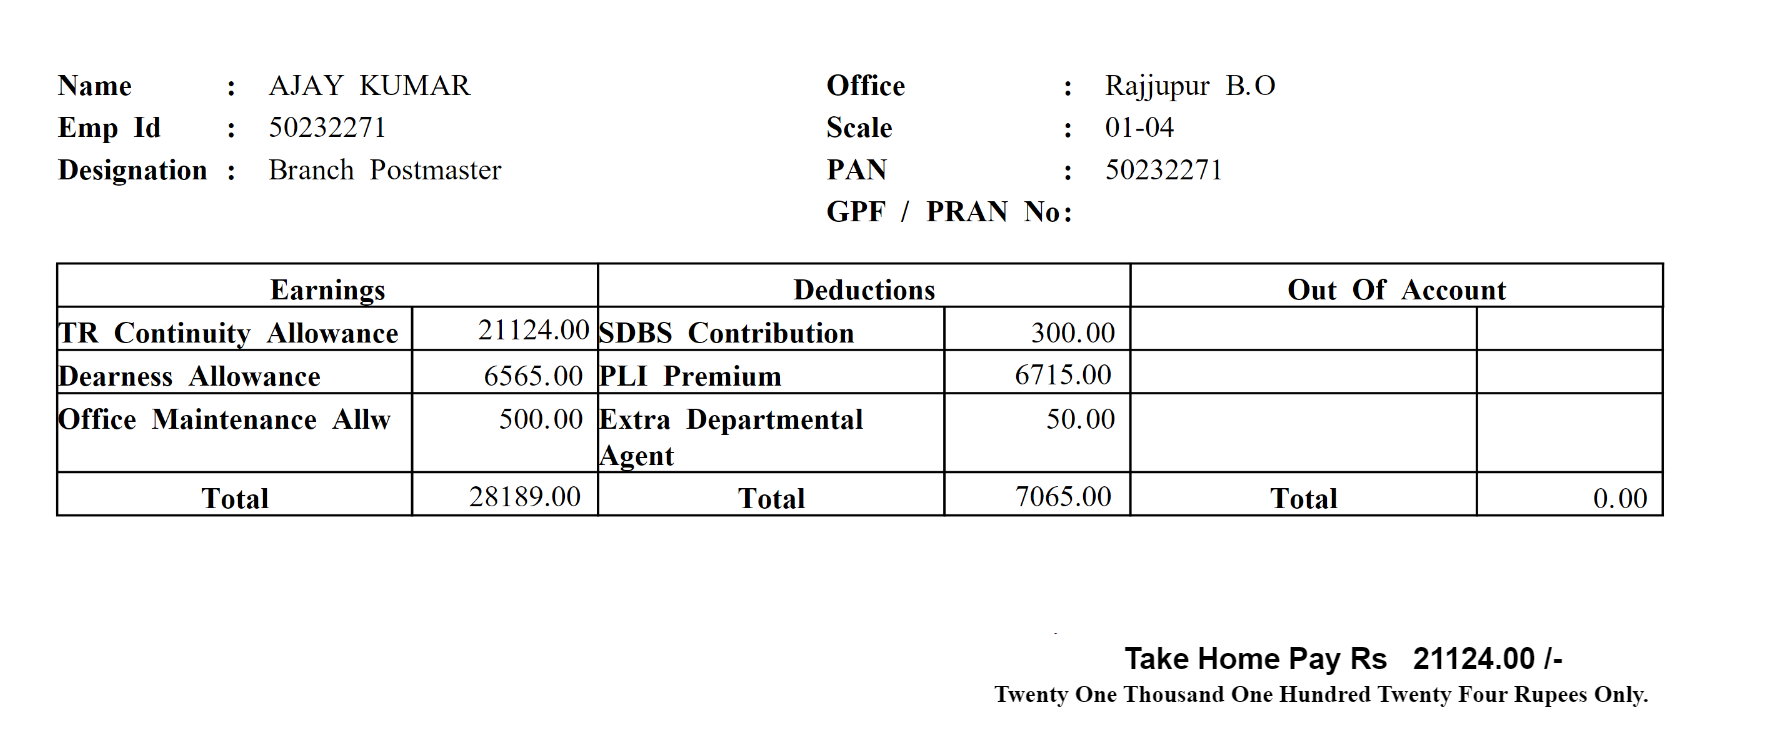 Name : AJAY KUMAR Office : Rajjupur B.O
Emp Id : 50232271 Scale : 01-04
Designation : Branch Postmaster PAN : 50232271
GPF / PRAN No:
Earnings Deductions Out Of Account
TR Continuity Allowance 21124.00 SDBS Contribution 300.00
Dearness Allowance 6565.00 PLI Premium 6715.00
Office Maintenance Allw 500.00 Extra Departmental 50.00
Agent
Total 28189.00 Total 7065.00 Total 0.00
Take Home Pay Rs 21124.00 /-
Twenty One Thousand One Hundred Twenty Four Rupees Only.